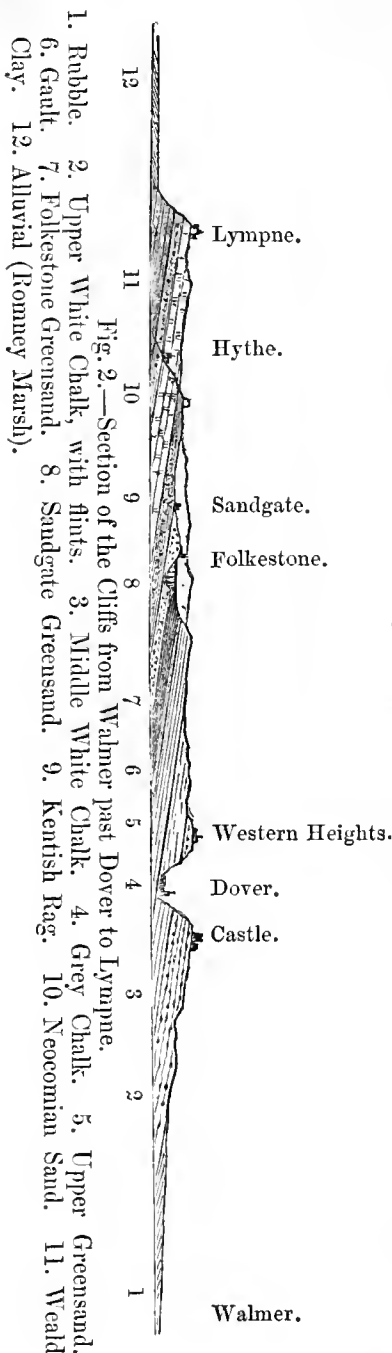 Lympne.
Hythe.
Sandgate.
Folkestone.
Western Heights.
Dover.
Castle.
Walmer.
12 11 10 9 8 7 6 5 4 3 2 1
Fig. 2.—Section of the Cliffs from Walmer past Dover to Lympne.
1. Rubble. 2. Upper White Chalk, with flints. 3. Middle White Chalk. 4. Grey Chalk. 5. Upper Greensand.
6. Gault. 7. Folkestone Greensand. 8. Sandgate Greensand. 9. Kentish Rag. 10. Neocomian Sand. 11. Weald
Clay. 12. Alluvial (Romney Marsh).